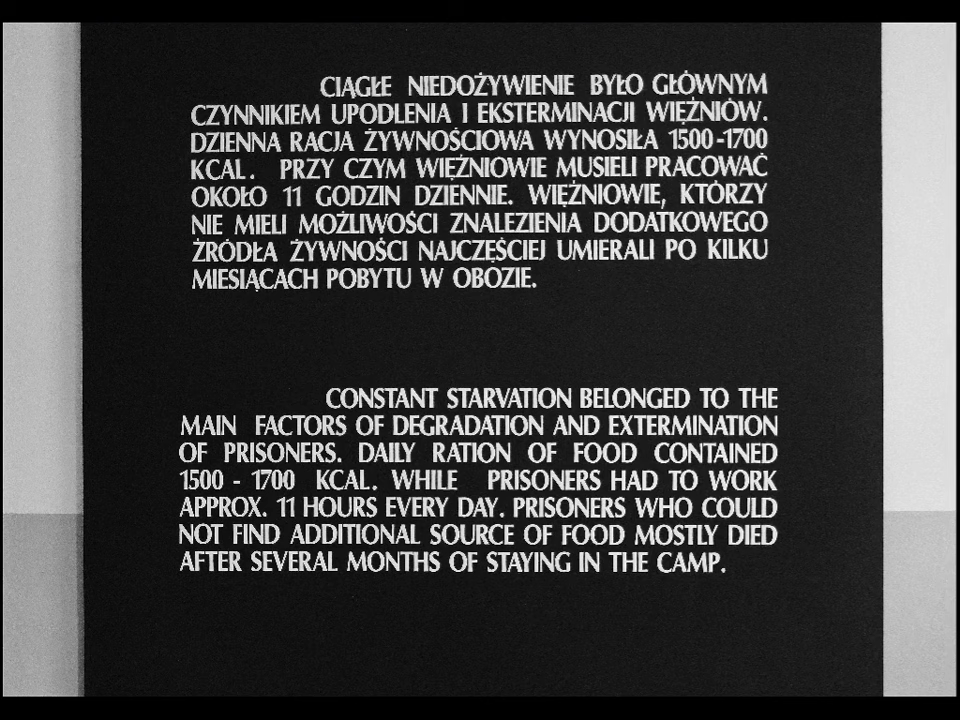 CIĄGŁE NIEDOŻYWIENIE BYŁO GŁÓWNYM
CZYNNIKIEM UPODLENIA I EKSTERMINACJI WIĘŹNIÓW.
DZIENNA RACJA ŻYWNOŚCIOWA WYNOSIŁA 1500-1700
KCAL. PRZY CZYM WIĘŹNIOWIE MUSIELI PRACOWAĆ
OKOŁO 11 GODZIN DZIENNIE. WIĘŹNIOWIE, KTÓRZY
NIE MIELI MOŻLIWOŚCI ZNALEZIENIA DODATKOWEGO
ŹRÓDŁA ŻYWNOŚCI NAJCZĘŚCIEJ UMIERALI PO KILKU
MIESIĄCACH POBYTU W OBOZIE.
CONSTANT STARVATION BELONGED TO THE
MAIN FACTORS OF DEGRADATION AND EXTERMINATION
OF PRISONERS. DAILY RATION OF FOOD CONTAINED
1500 - 1700 KCAL. WHILE PRISONERS HAD TO WORK
APPROX. 11 HOURS EVERY DAY. PRISONERS WHO COULD
NOT FIND ADDITIONAL SOURCE OF FOOD MOSTLY DIED
AFTER SEVERAL MONTHS OF STAYING IN THE CAMP.